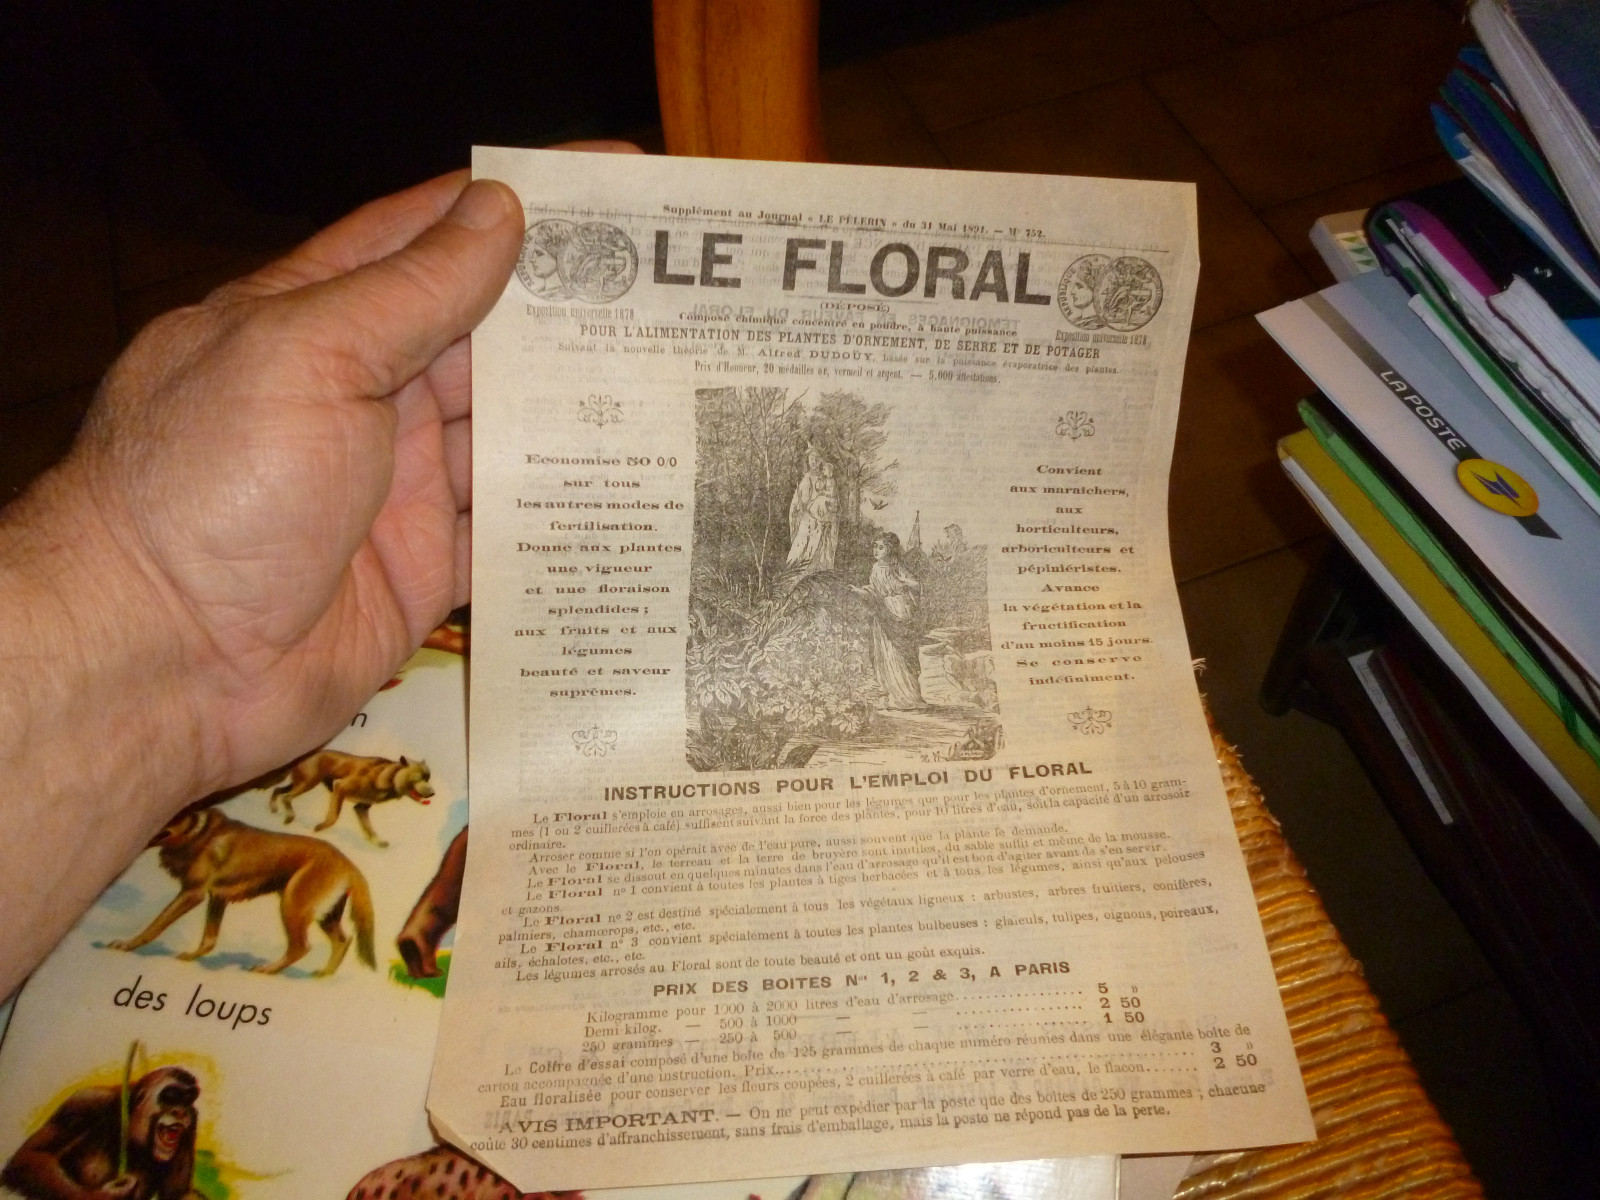 Supplément au Journal « LE PÈLERIN » du 31 Mai 1891. — Nº 752.
LE FLORAL
(DÉPOSÉ)
Exposition universelle 1878
Exposition universelle 1878
Composé chimique concentré en poudre, à haute puissance
POUR L'ALIMENTATION DES PLANTES D'ORNEMENT, DE SERRE ET DE POTAGER
Suivant la nouvelle théorie de M. Alfred DUDOÜY, basée sur la puissance évaporatrice des plantes.
Prix d'Honneur, 20 médailles or, vermeil et argent. — 5.000 attestations.
Economise 50 0/0
sur tous
les autres modes de
fertilisation.
Donne aux plantes
une vigueur
et une floraison
splendides ;
aux fruits et aux
légumes
beauté et saveur
suprêmes.
Convient
aux maraichers,
aux
horticulteurs,
arboriculteurs et
pépiniéristes.
Avance
la végétation et la
fructification
d'au moins 15 jours.
Se conserve
indéfiniment.
INSTRUCTIONS POUR L'EMPLOI DU FLORAL
Le Floral s'emploie en arrosages, aussi bien pour les légumes que pour les plantes d'ornement, 5 à 10 gram-
mes (1 ou 2 cuillerées à café) suffisent suivant la force des plantes, pour 10 litres d'eau, soit la capacité d'un arrosoir
ordinaire.
Arroser comme si l'on opérait avec de l'eau pure, aussi souvent que la plante le demande.
Avec le Floral, le terreau et la terre de bruyère sont inutiles, du sable suffit et même de la mousse.
Le Floral se dissout en quelques minutes dans l'eau d'arrosage qu'il est bon d'agiter avant de s'en servir.
Le Floral nº 1 convient à toutes les plantes à tiges herbacées et à tous les légumes, ainsi qu'aux pelouses
et gazons.
Le Floral nº 2 est destiné spécialement à tous les végétaux ligneux : arbustes, arbres fruitiers, conifères,
palmiers, chamœrops, etc., etc.
Le Floral nº 3 convient spécialement à toutes les plantes bulbeuses : glaïeuls, tulipes, oignons, poireaux,
ails, échalotes, etc., etc.
Les légumes arrosés au Floral sont de toute beauté et ont un goût exquis.
PRIX DES BOITES Nos 1, 2 & 3, A PARIS
Kilogramme pour 1000 à 2000 litres d'eau d'arrosage................ 5 »
Demi-kilog. — 500 à 1000 — — ................ 2 50
250 grammes — 250 à 500 — — ................ 1 50
Le Coffre d'essai composé d'une boîte de 125 grammes de chaque numéro réunies dans une élégante boîte de
carton accompagnée d'une instruction. Prix................ 3 »
Eau floralisée pour conserver les fleurs coupées, 2 cuillerées à café par verre d'eau, le flacon....... 2 50
AVIS IMPORTANT. — On ne peut expédier par la poste que des boîtes de 250 grammes ; chacune
coûte 30 centimes d'affranchissement, sans frais d'emballage, mais la poste ne répond pas de la perte.
LA POSTE
n
des loups